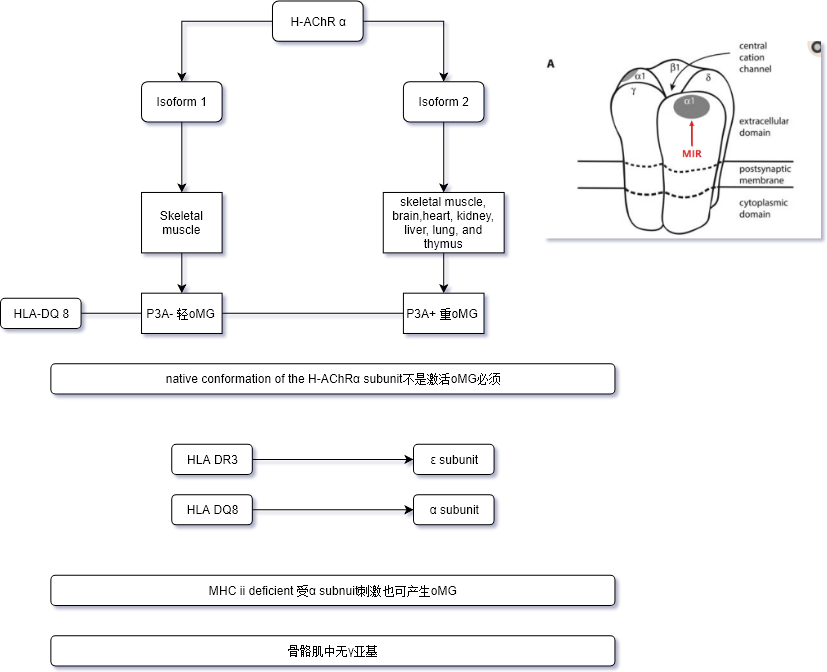 H-AChR α
Isoform 1
Isoform 2
Skeletal
muscle
skeletal muscle,
brain,heart, kidney,
liver, lung, and
thymus
HLA-DQ 8
P3A- 轻oMG
P3A+ 重oMG
A
central
cation
channel
β1
α1
δ
γ
α1
MIR
extracellular
domain
postsynaptic
membrane
cytoplasmic
domain
native conformation of the H-AChRα subunit不是激活oMG必须
HLA DR3
ε subunit
HLA DQ8
α subunit
MHC ii deficient 受α subnuit刺激也可产生oMG
骨骼肌中无γ亚基